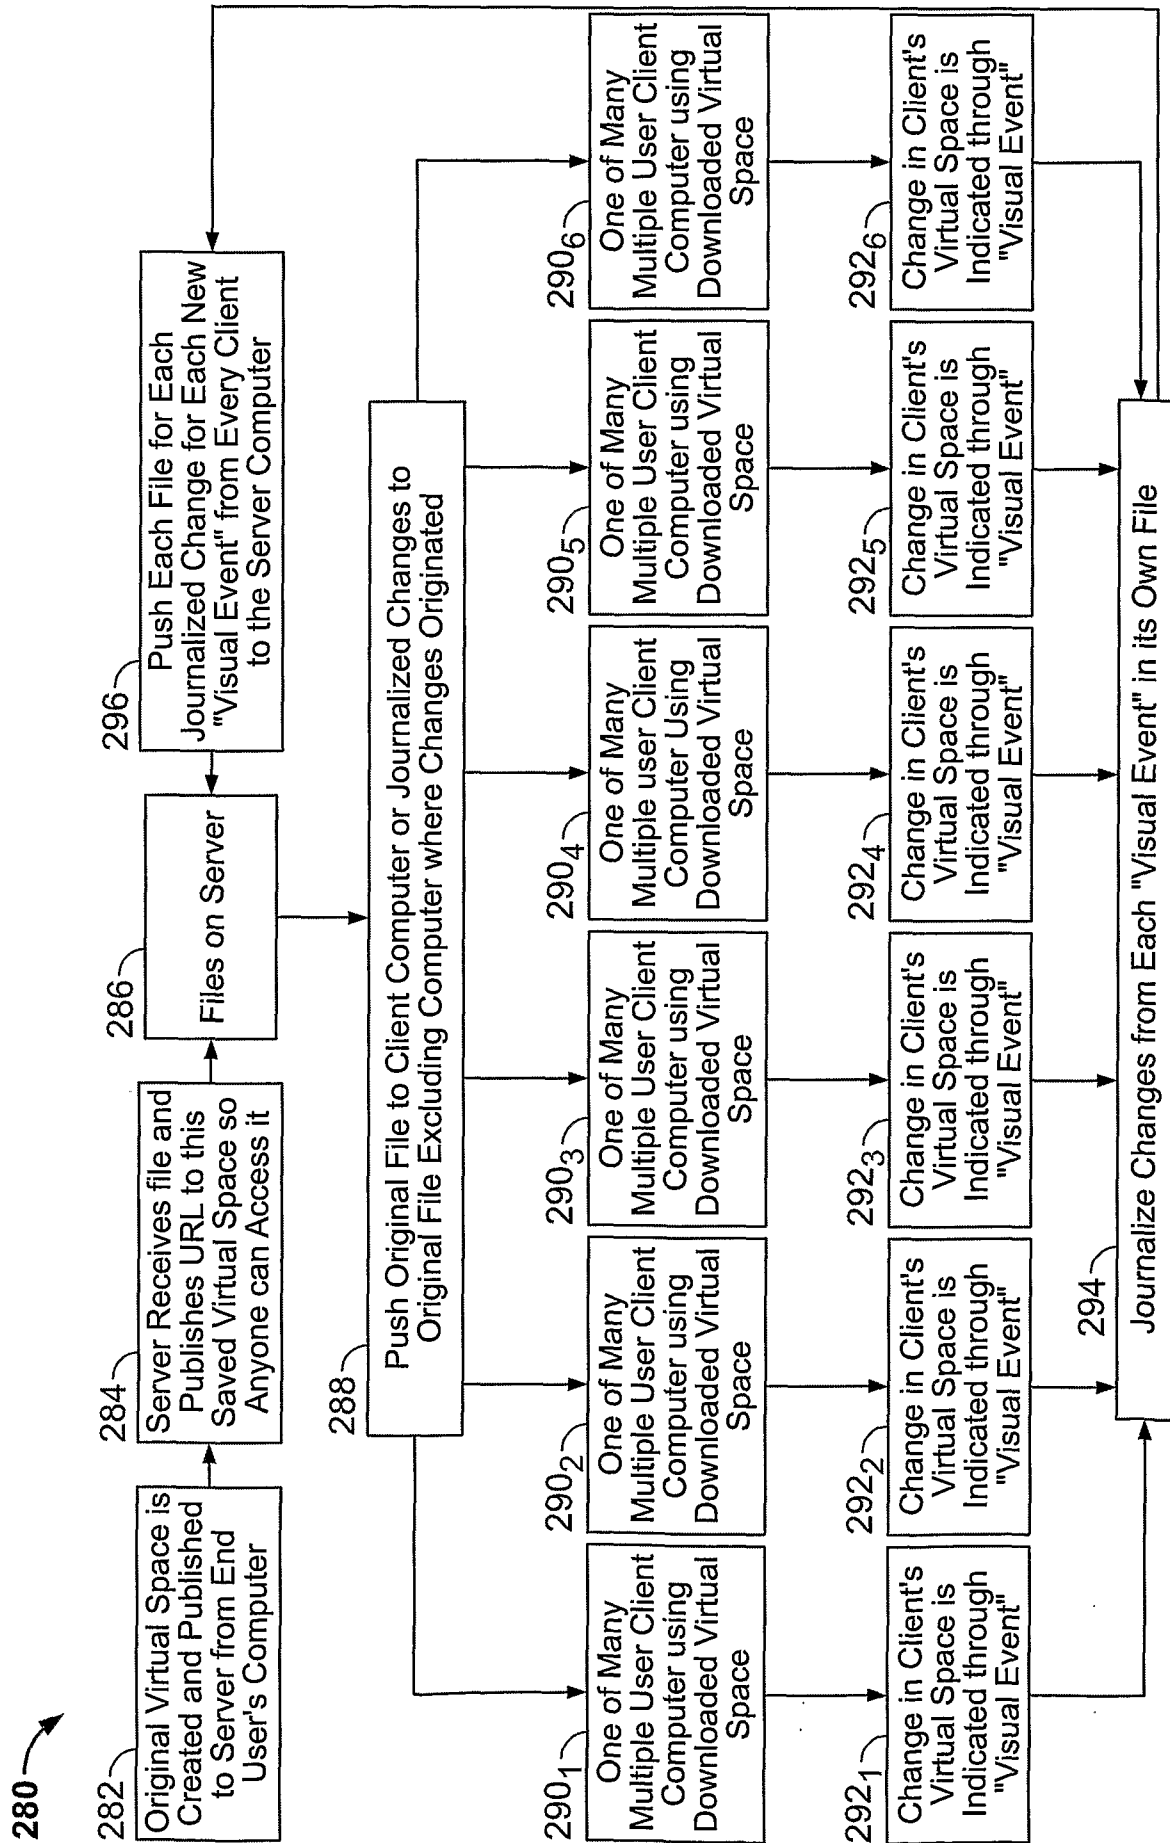 280
282
Original Virtual Space is
Created and Published
to Server from End
User's Computer
284
Server Receives file and
Publishes URL to this
Saved Virtual Space so
Anyone can Access it
286
Files on Server
296
Push Each File for Each
Journalized Change for Each New
"Visual Event" from Every Client
to the Server Computer
288
Push Original File to Client Computer or Journalized Changes to
Original File Excluding Computer where Changes Originated
2901
One of Many
Multiple User Client
Computer using
Downloaded Virtual
Space
2902
One of Many
Multiple User Client
Computer using
Downloaded Virtual
Space
2903
One of Many
Multiple User Client
Computer using
Downloaded Virtual
Space
2904
One of Many
Multiple user Client
Computer Using
Downloaded Virtual
Space
2905
One of Many
Multiple User Client
Computer using
Downloaded Virtual
Space
2906
One of Many
Multiple User Client
Computer using
Downloaded Virtual
Space
2921
Change in Client's
Virtual Space is
Indicated through
"Visual Event"
2922
Change in Client's
Virtual Space is
Indicated through
"Visual Event"
2923
Change in Client's
Virtual Space is
Indicated through
"Visual Event"
2924
Change in Client's
Virtual Space is
Indicated through
"Visual Event"
2925
Change in Client's
Virtual Space is
Indicated through
"Visual Event"
2926
Change in Client's
Virtual Space is
Indicated through
"Visual Event"
294
Journalize Changes from Each "Visual Event" in its Own File